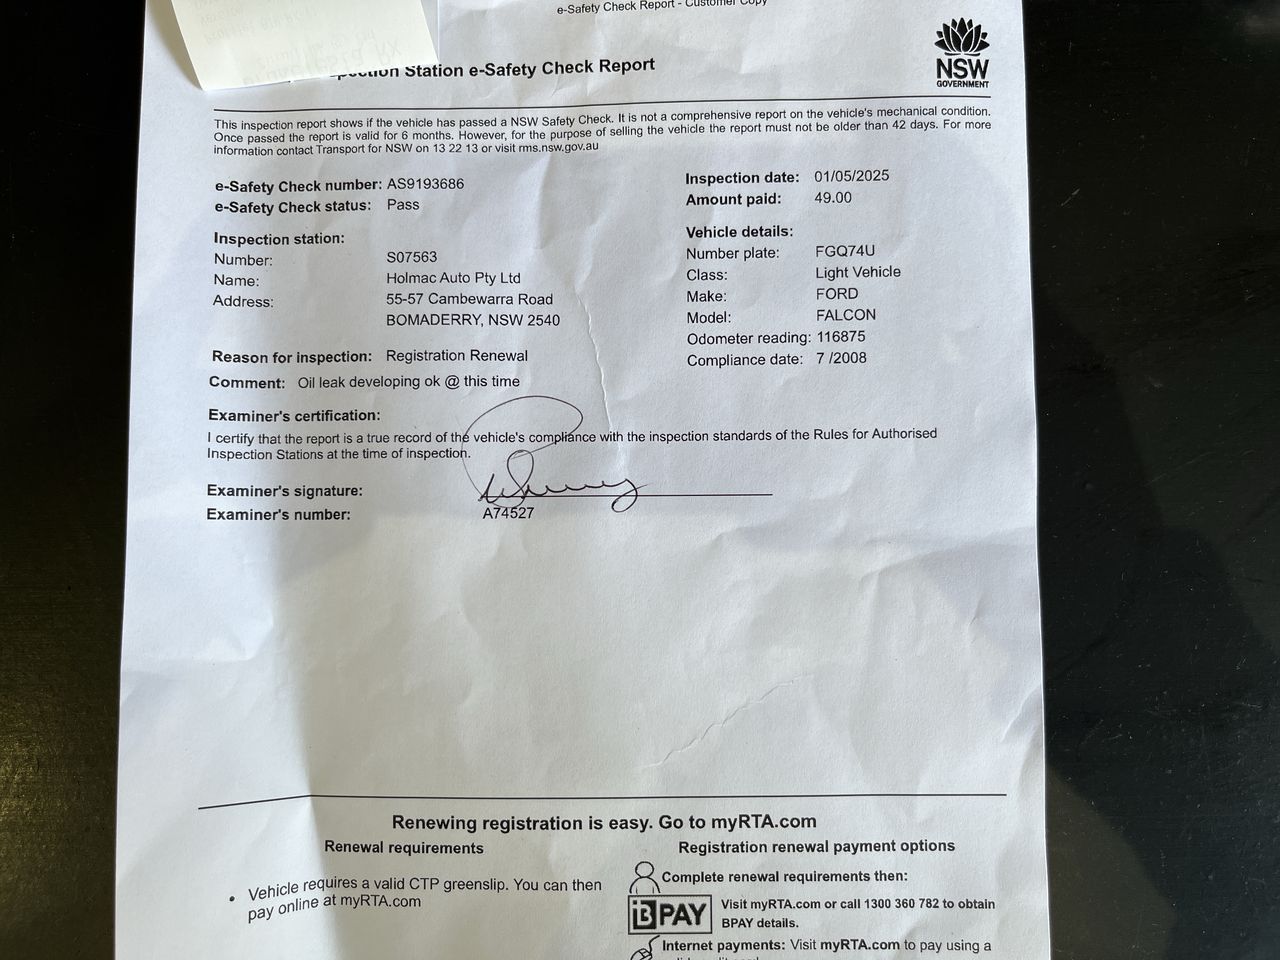 e-Safety Check Report - Customer Copy
Station e-Safety Check Report
NSW
GOVERNMENT
This inspection report shows if the vehicle has passed a NSW Safety Check. It is not a comprehensive report on the vehicle's mechanical condition.
Once passed the report is valid for 6 months. However, for the purpose of selling the vehicle the report must not be older than 42 days. For more
information contact Transport for NSW on 13 22 13 or visit rms.nsw.gov.au
e-Safety Check number: AS9193686
e-Safety Check status: Pass
Inspection date: 01/05/2025
Amount paid: 49.00
Inspection station:
Number: S07563
Name: Holmac Auto Pty Ltd
Address: 55-57 Cambewarra Road
BOMADERRY, NSW 2540
Vehicle details:
Number plate: FGQ74U
Class: Light Vehicle
Make: FORD
Model: FALCON
Odometer reading: 116875
Compliance date: 7 /2008
Reason for inspection: Registration Renewal
Comment: Oil leak developing ok @ this time
Examiner's certification:
I certify that the report is a true record of the vehicle's compliance with the inspection standards of the Rules for Authorised
Inspection Stations at the time of inspection.
Examiner's signature:
Examiner's number: A74527
Renewing registration is easy. Go to myRTA.com
Renewal requirements
• Vehicle requires a valid CTP greenslip. You can then
pay online at myRTA.com
Registration renewal payment options
Complete renewal requirements then:
BPAY
Visit myRTA.com or call 1300 360 782 to obtain
BPAY details.
Internet payments: Visit myRTA.com to pay using a